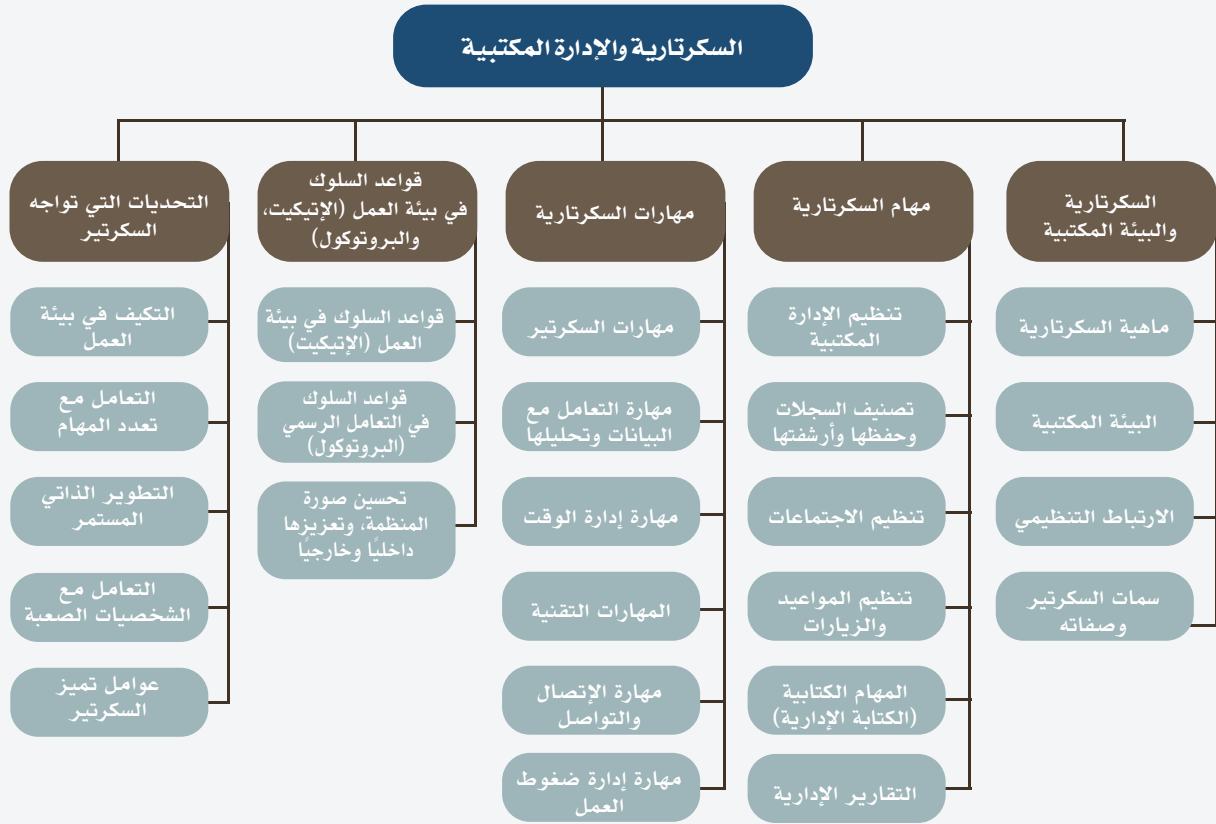 السكرتارية والإدارة المكتبية
السكرتارية
والبيئة المكتبية
ماهية السكرتارية
البيئة المكتبية
الارتباط التنظيمي
سمات السكرتير
وصفاته
مهام السكرتارية
تنظيم الإدارة
المكتبية
تصنيف السجلات
وحفظها وأرشفتها
تنظيم الاجتماعات
تنظيم المواعيد
والزيارات
المهام الكتابية
(الكتابة الإدارية)
التقارير الإدارية
مهارات السكرتارية
مهارات السكرتير
مهارة التعامل مع
البيانات وتحليلها
مهارة إدارة الوقت
المهارات التقنية
مهارة الإتصال
والتواصل
مهارة إدارة ضغوط
العمل
قواعد السلوك
في بيئة العمل (الإتيكيت،
والبروتوكول)
قواعد السلوك في بيئة
العمل (الإتيكيت)
قواعد السلوك
في التعامل الرسمي
(البروتوكول)
تحسين صورة
المنظمة، وتعزيزها
داخليًا وخارجيًا
التحديات التي تواجه
السكرتير
التكيف في بيئة
العمل
التعامل مع
تعدد المهام
التطوير الذاتي
المستمر
التعامل مع
الشخصيات الصعبة
عوامل تميز
السكرتير